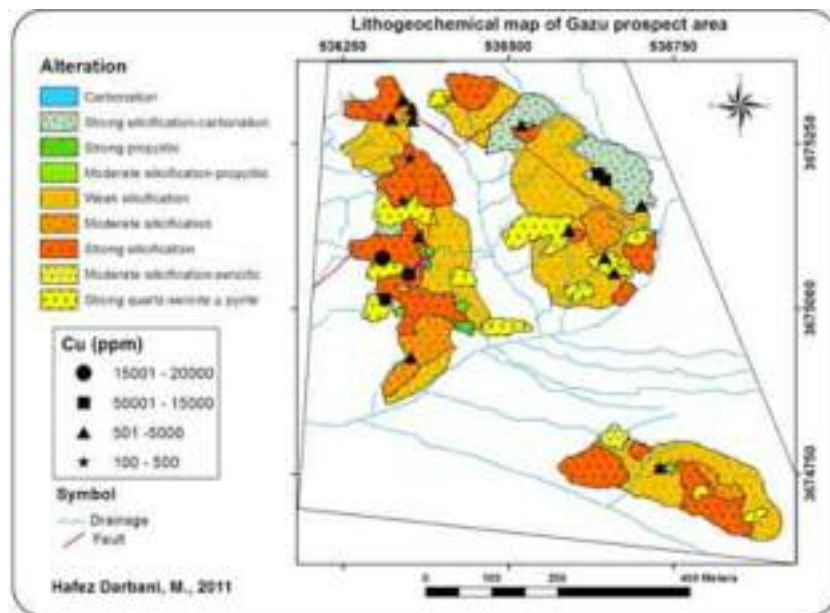 Lithogeochemical map of Gazu prospect area
536250 536500 536750
Alteration
Carbonation
Strong silicification-carbonation
Strong propylitic
Moderate silicification-propylitic
Weak silicification
Moderate silicification
Strong silicification
Moderate silicification-sericitic
Strong quartz-sericite ± pyrite
3675250
3675000
3674750
Cu (ppm)
15001 - 20000
50001 - 15000
501 -5000
100 - 500
Symbol
Drainage
Fault
Hafez Darbani, M., 2011
0 100 200 400 Meters